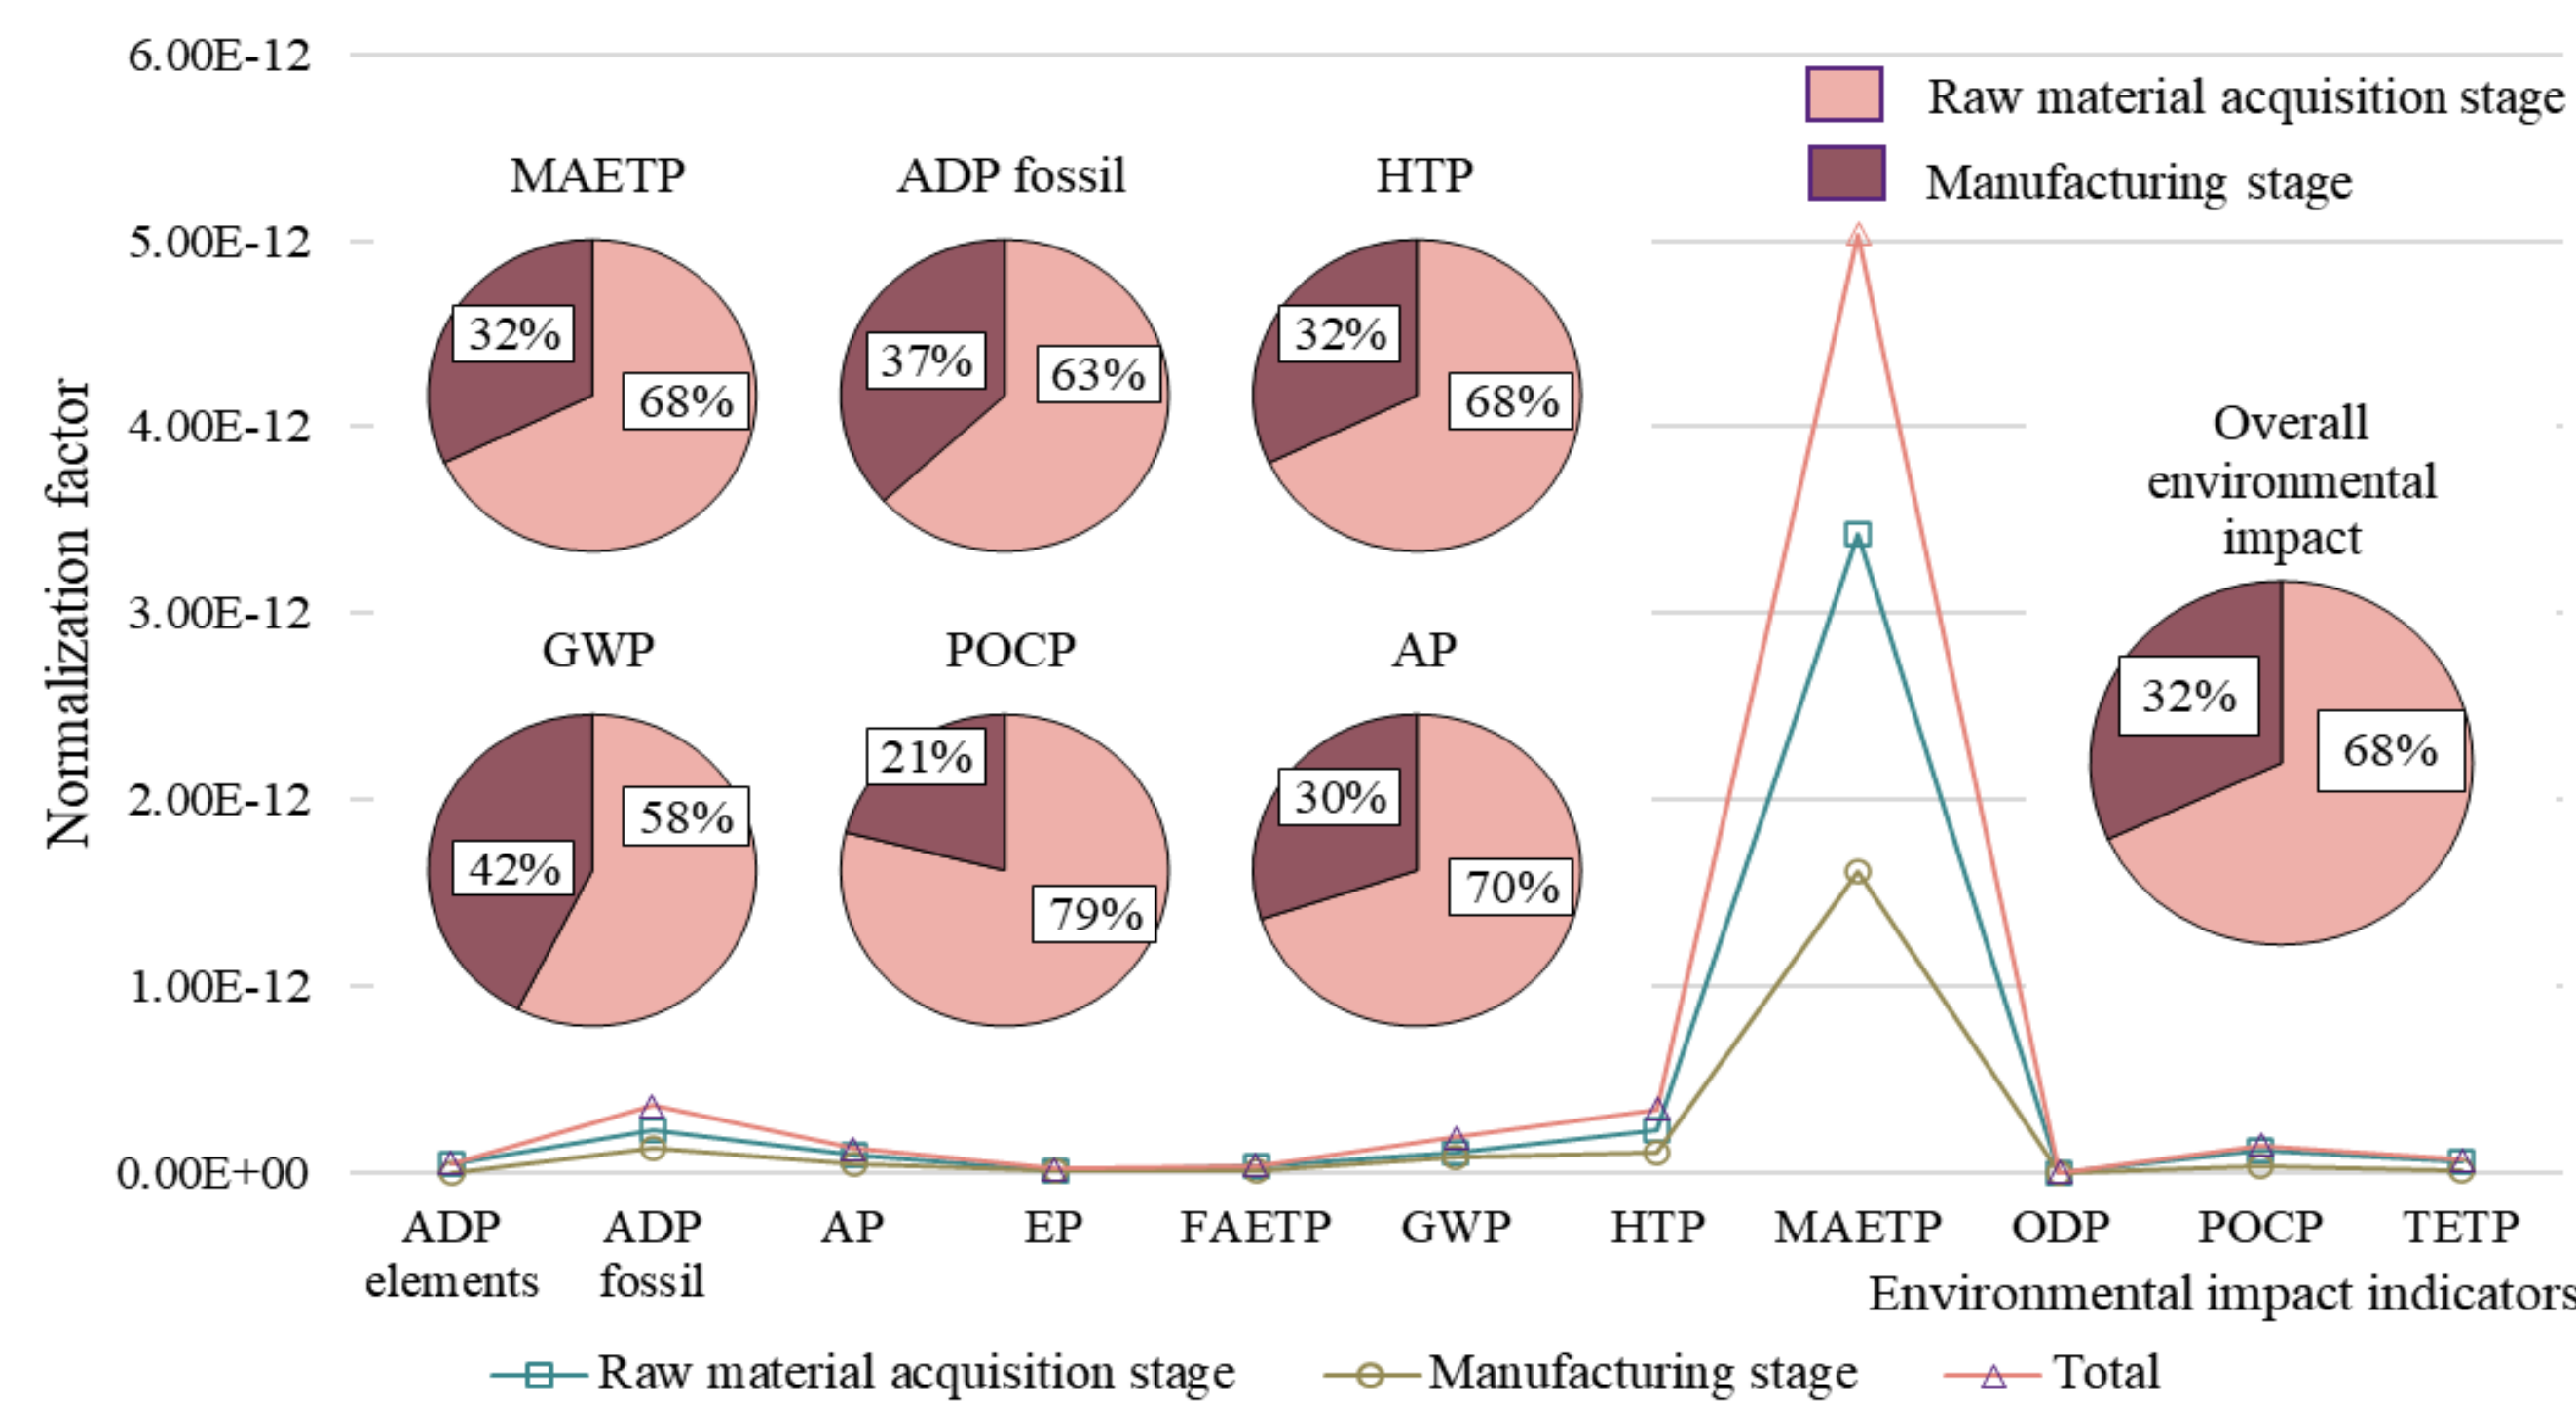 6.00E-12
Raw material acquisition stage
Manufacturing stage
MAETP
ADP fossil
HTP
5.00E-12
32%
68%
37%
63%
32%
68%
4.00E-12
Overall
environmental
impact
32%
68%
Normalization factor
3.00E-12
GWP
POCP
AP
2.00E-12
58%
42%
21%
79%
30%
70%
1.00E-12
0.00E+00
ADP
elements
ADP
fossil
AP
EP
FAETP
GWP
HTP
MAETP
ODP
POCP
TETP
Environmental impact indicators
Raw material acquisition stage
Manufacturing stage
Total